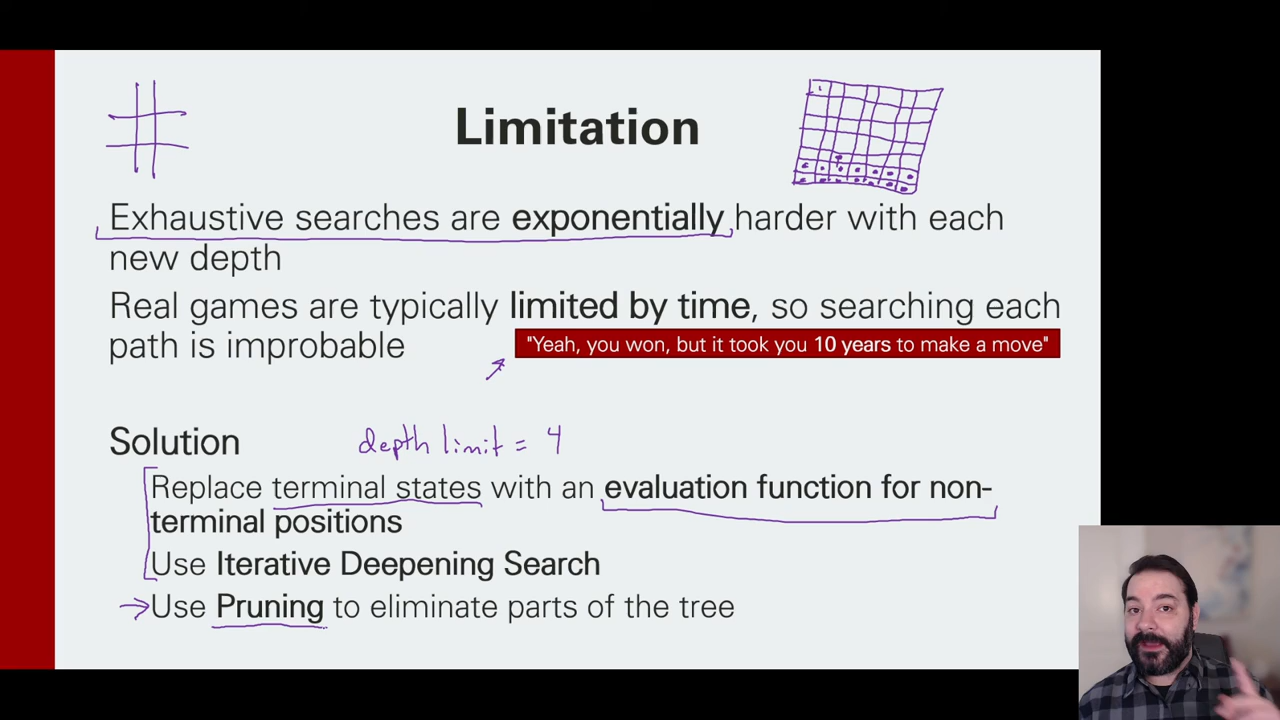 Limitation
Exhaustive searches are exponentially harder with each
new depth
Real games are typically limited by time, so searching each
path is improbable
"Yeah, you won, but it took you 10 years to make a move"
Solution
depth limit = 4
Replace terminal states with an evaluation function for non-
terminal positions
Use Iterative Deepening Search
Use Pruning to eliminate parts of the tree